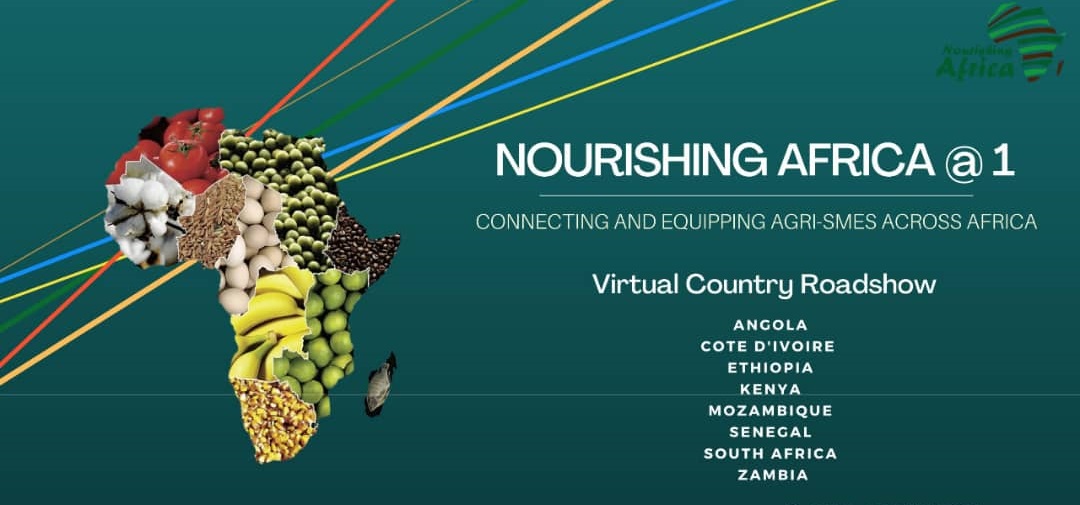 Nourishing
Africa
NOURISHING AFRICA @ 1
CONNECTING AND EQUIPPING AGRI-SMES ACROSS AFRICA
Virtual Country Roadshow
ANGOLA
COTE D'IVOIRE
ETHIOPIA
KENYA
MOZAMBIQUE
SENEGAL
SOUTH AFRICA
ZAMBIA